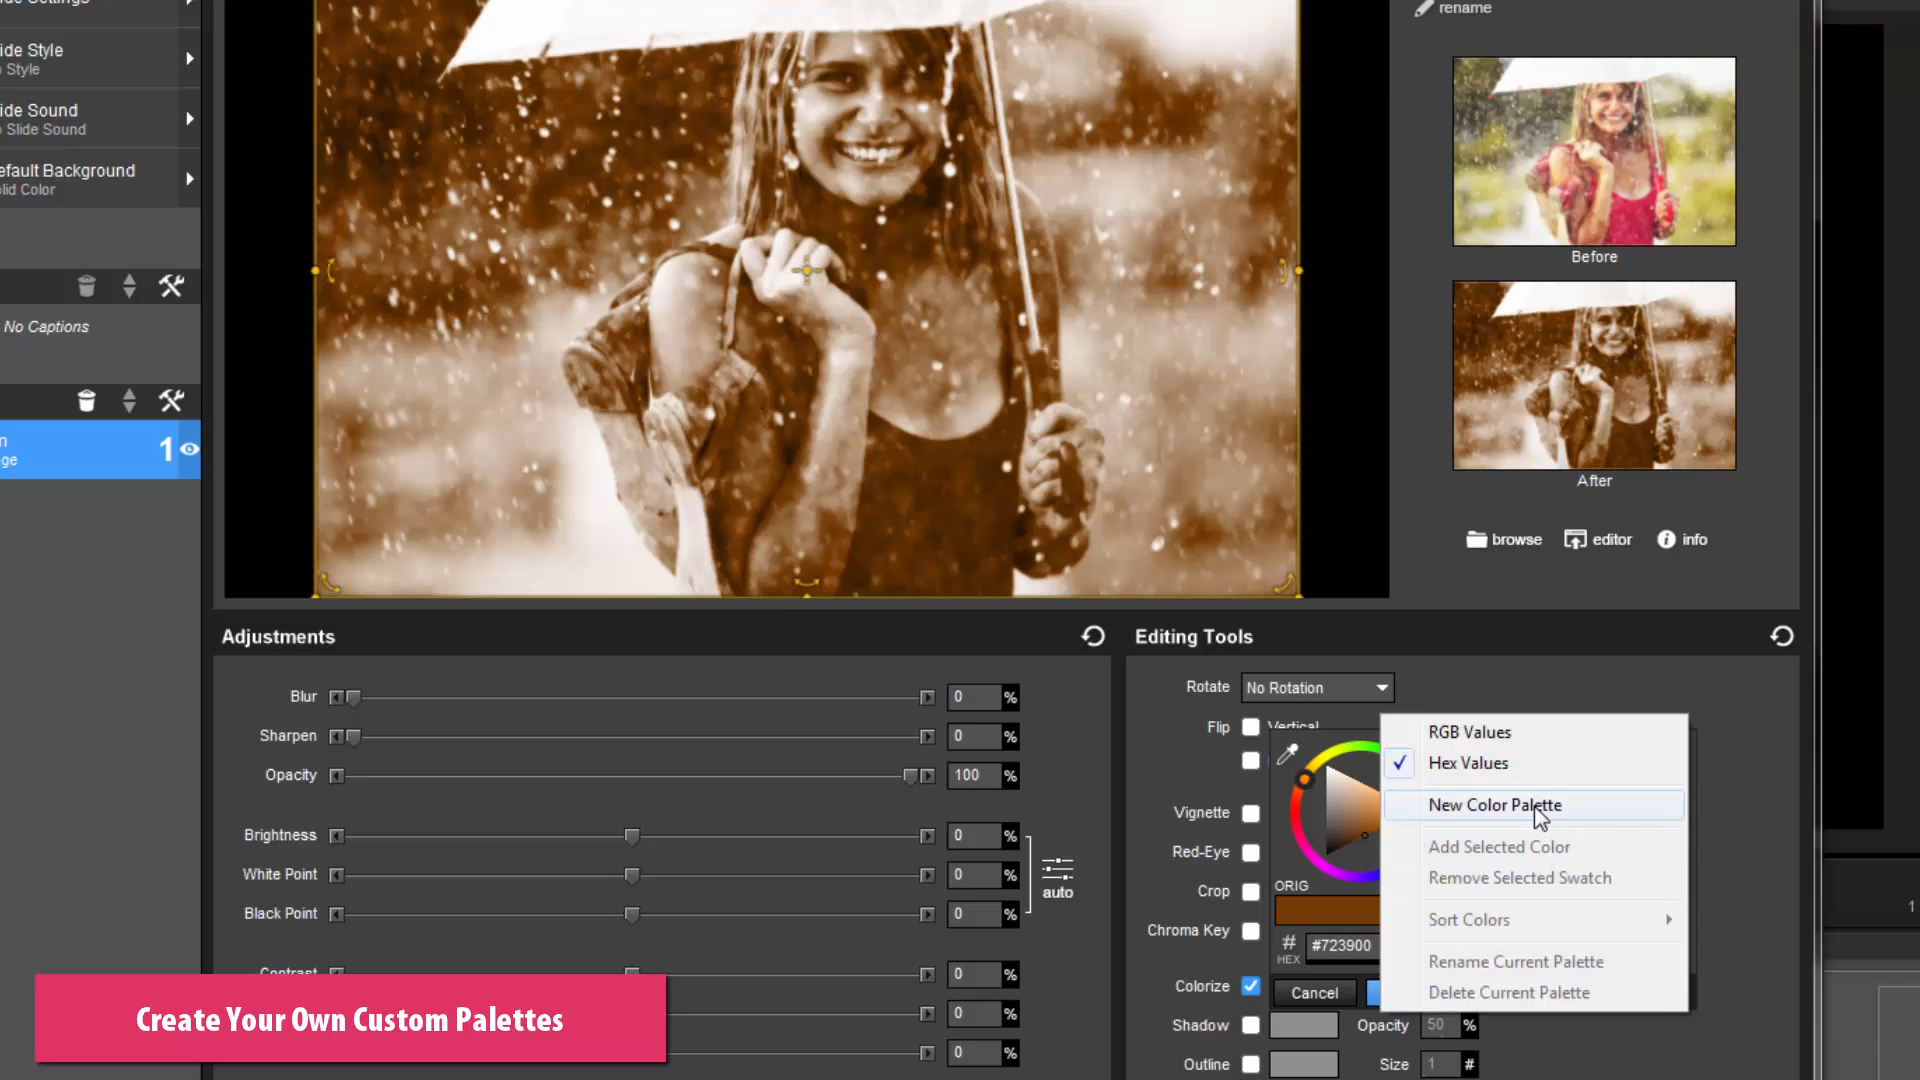 ide Style
Style
ide Sound
Slide Sound
efault Background
lid Color
No Captions
n
1
ge
rename
Before
After
browse
editor
info
Adjustments
Blur
0
%
Sharpen
0
%
Opacity
100
%
Brightness
0
%
White Point
0
%
auto
Black Point
0
%
0
%
0
%
0
%
Create Your Own Custom Palettes
Editing Tools
Rotate
No Rotation
Flip
Vertical
Vignette
Red-Eye
Crop
ORIG
Chroma Key
#
HEX
#723900
Colorize
Cancel
Shadow
Opacity
50
%
Outline
Size
1
#
RGB Values
Hex Values
New Color Palette
Add Selected Color
Remove Selected Swatch
Sort Colors
Rename Current Palette
Delete Current Palette
1